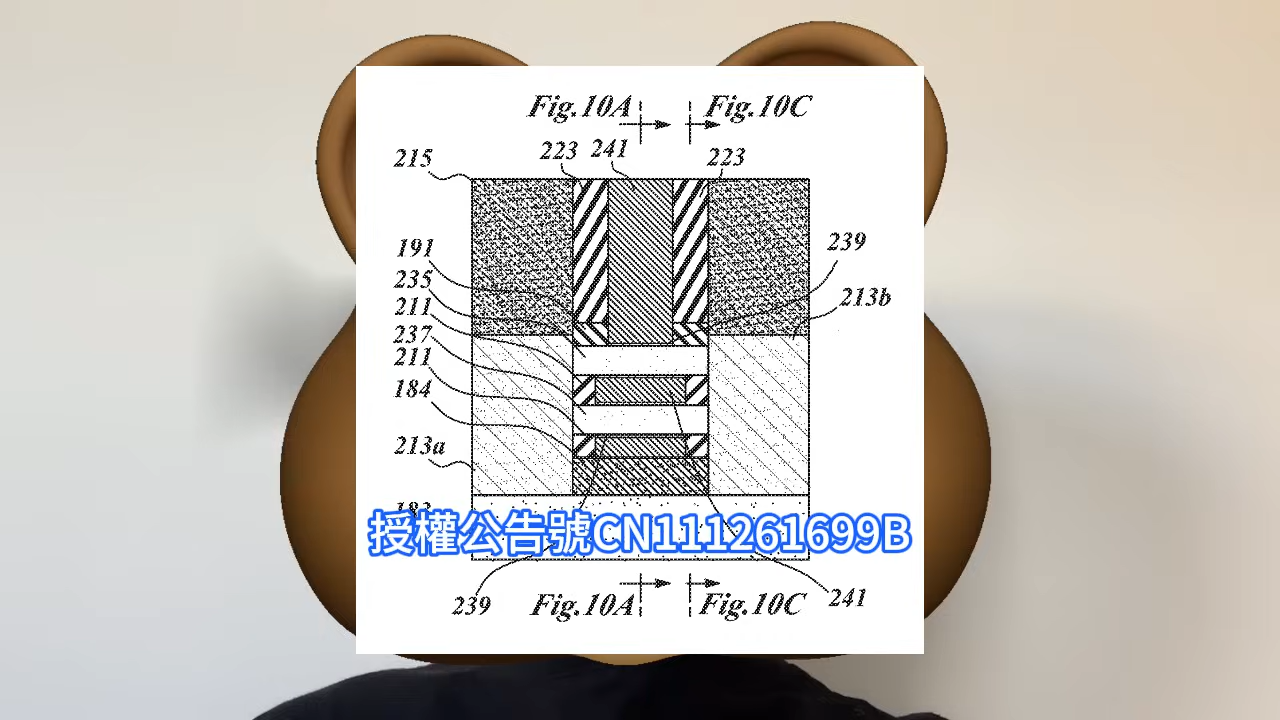 Fig.10A
Fig.10C
223 241 223
215
191
239
235
213b
211
237
211
184
213a
183
授權公告號CN111261699B
239
Fig.10A
Fig.10C
241